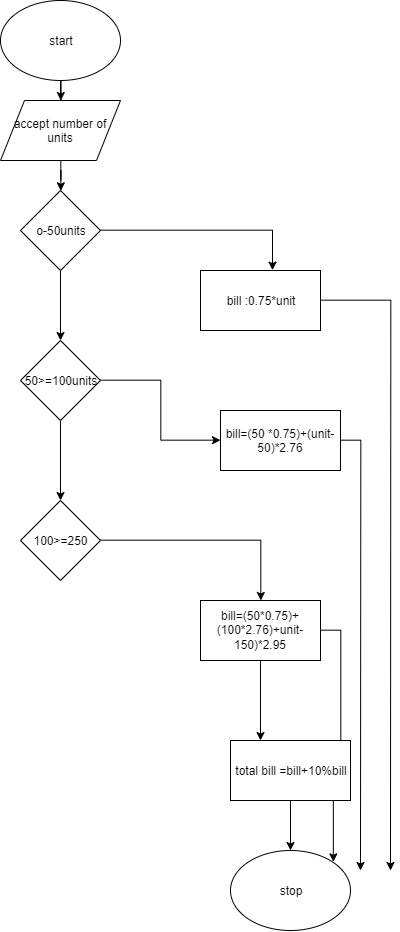 start
accept number of
units
o-50units
bill :0.75*unit
50>=100units
bill=(50 *0.75)+(unit-
50)*2.76
100>=250
bill=(50*0.75)+
(100*2.76)+unit-
150)*2.95
total bill =bill+10%bill
stop